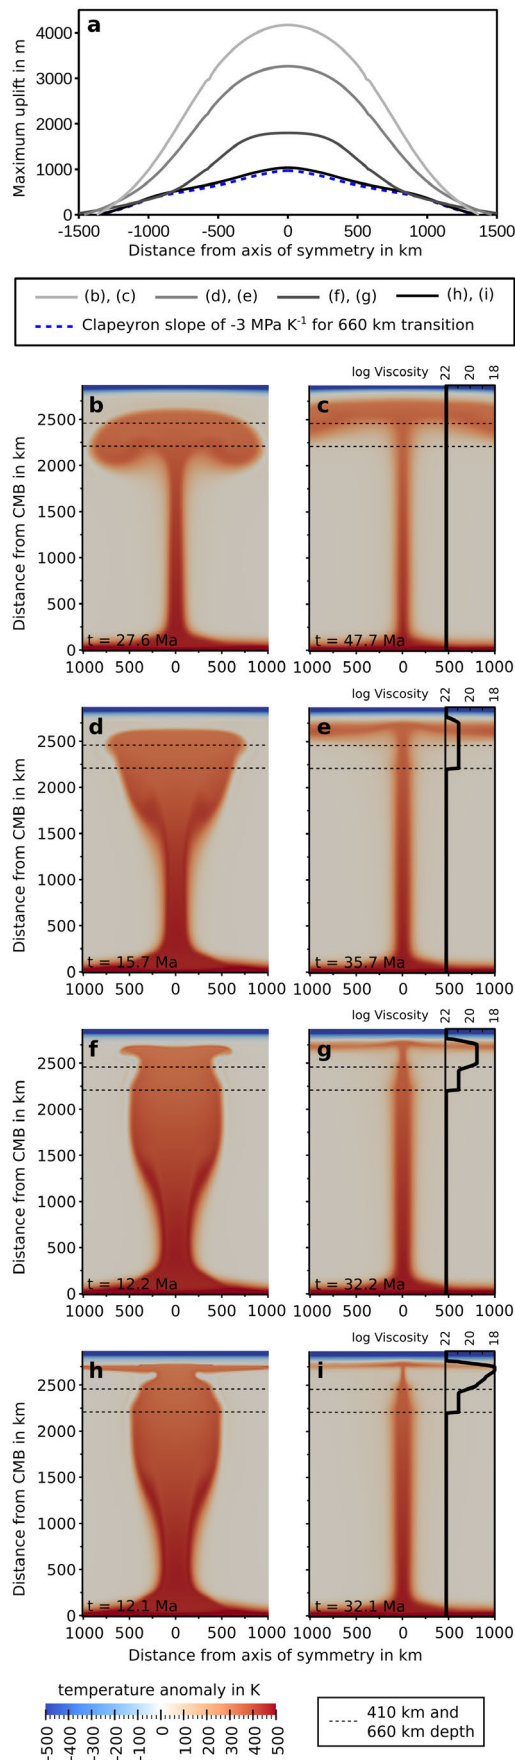 a
Maximum uplift in m
4000
3000
2000
1000
0
-1500 -1000 -500 0 500 1000 1500
Distance from axis of symmetry in km
(b), (c) (d), (e) (f), (g) (h), (i)
Clapeyron slope of -3 MPa K⁻¹ for 660 km transition
log Viscosity 22 20 18
b c
Distance from CMB in km
2500
2000
1500
1000
500
0
t = 27.6 Ma t = 47.7 Ma
1000 500 0 500 1000 1000 500 0 500 1000
log Viscosity 22 20 18
d e
Distance from CMB in km
2500
2000
1500
1000
500
0
t = 15.7 Ma t = 35.7 Ma
1000 500 0 500 1000 1000 500 0 500 1000
log Viscosity 22 20 18
f g
Distance from CMB in km
2500
2000
1500
1000
500
0
t = 12.2 Ma t = 32.2 Ma
1000 500 0 500 1000 1000 500 0 500 1000
log Viscosity 22 20 18
h i
Distance from CMB in km
2500
2000
1500
1000
500
0
t = 12.1 Ma t = 32.1 Ma
1000 500 0 500 1000 1000 500 0 500 1000
Distance from axis of symmetry in km
temperature anomaly in K
-500 -400 -300 -200 -100 0 100 200 300 400 500
410 km and
660 km depth